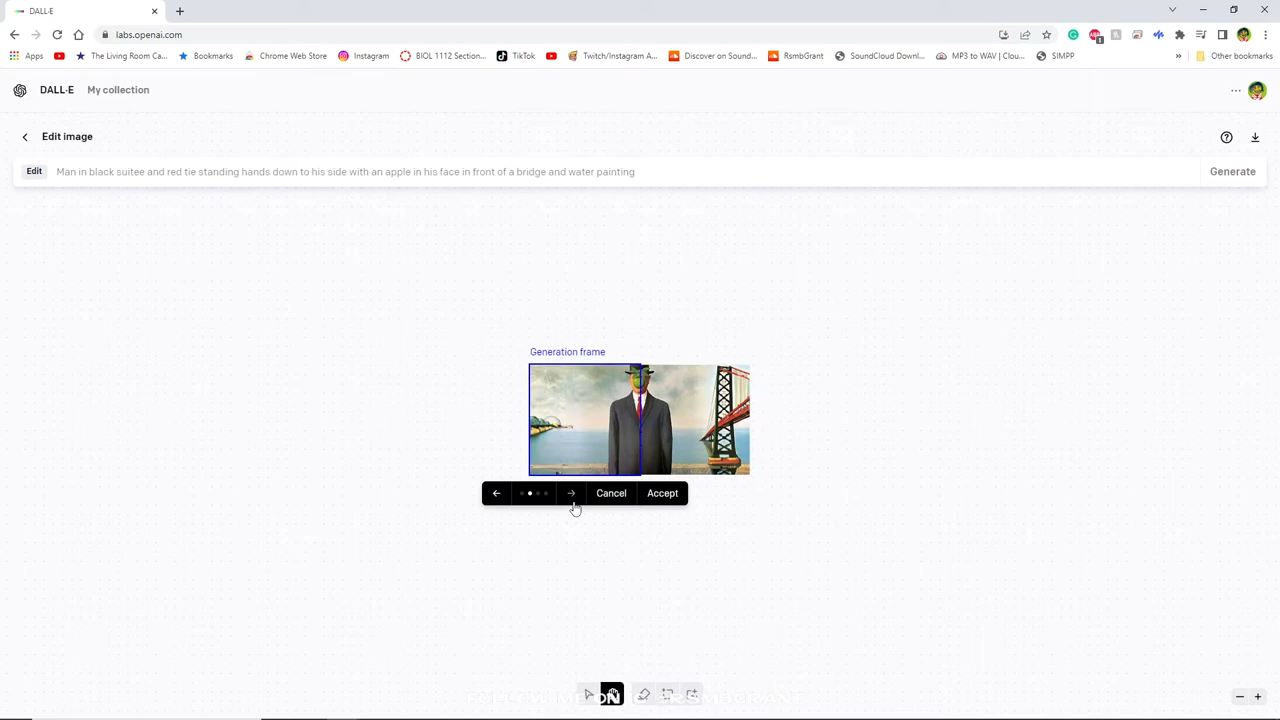 DALL·E
labs.openai.com
Apps
The Living Room Ca...
Bookmarks
Chrome Web Store
Instagram
BIOL 1112 Section...
TikTok
Twitch/Instagram A...
Discover on Sound...
RsmbGrant
SoundCloud Downl...
MP3 to WAV | Clou...
SIMPP
»
Other bookmarks
DALL·E My collection
Edit image
Edit Man in black suitee and red tie standing hands down to his side with an apple in his face in front of a bridge and water painting Generate
Generation frame
Cancel Accept
ON